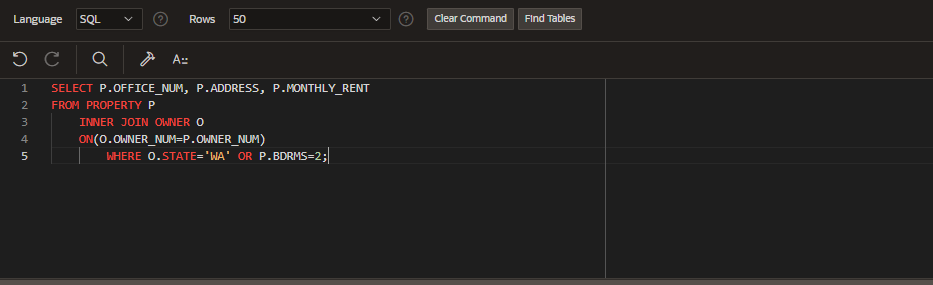 Language SQL Rows 50 Clear Command Find Tables
A::
1 SELECT P.OFFICE_NUM, P.ADDRESS, P.MONTHLY_RENT
2 FROM PROPERTY P
3 INNER JOIN OWNER O
4 ON(O.OWNER_NUM=P.OWNER_NUM)
5 WHERE O.STATE='WA' OR P.BDRMS=2;